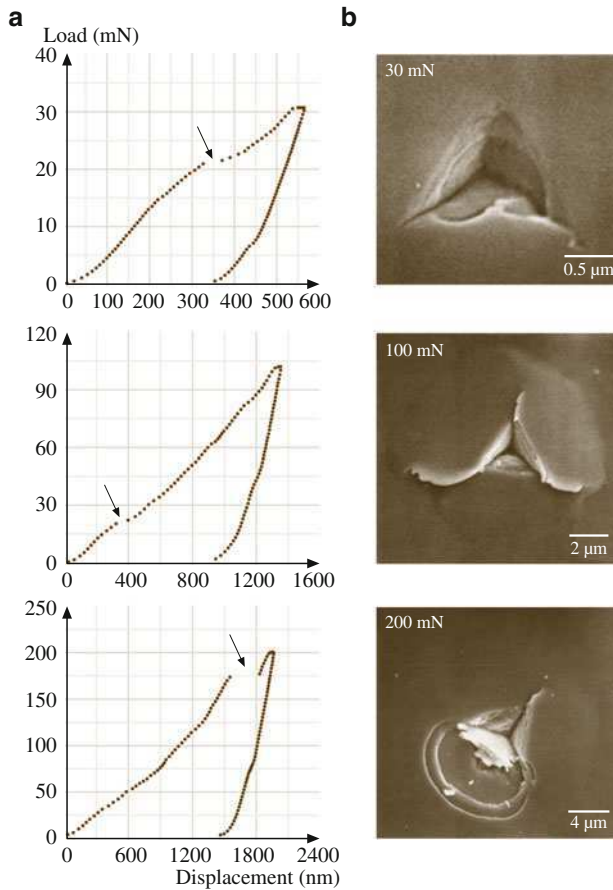 a
b
Load (mN)
40
30
20
10
0
0 100 200 300 400 500 600
30 mN
0.5 µm
120
90
60
30
0
0 400 800 1200 1600
100 mN
2 µm
250
200
150
100
50
0
0 600 1200 1800 2400
Displacement (nm)
200 mN
4 µm